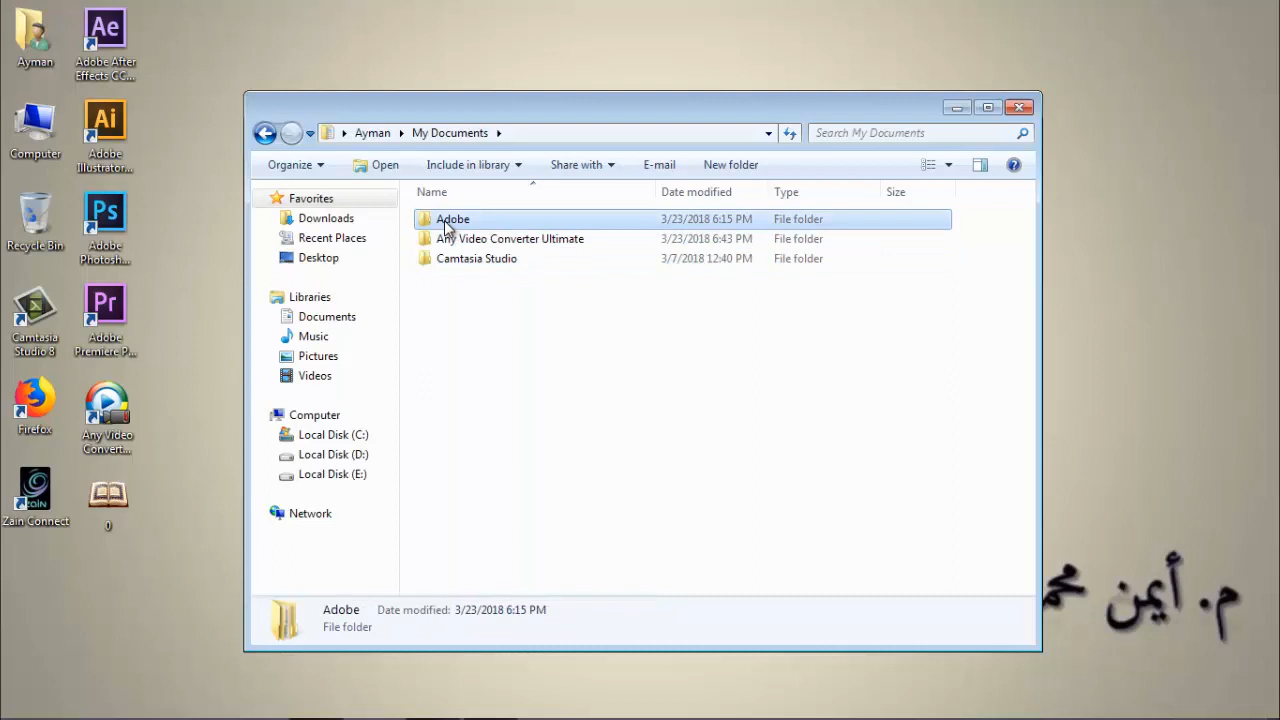 Ayman
Adobe After
Effects CC...
Computer
Adobe
Illustrator...
Recycle Bin
Adobe
Photosh...
Camtasia
Studio 8
Adobe
Premiere P...
Firefox
Any Video
Convert...
Zain Connect
0
Ayman
My Documents
Search My Documents
Organize
Open
Include in library
Share with
E-mail
New folder
Favorites
Downloads
Recent Places
Desktop
Libraries
Documents
Music
Pictures
Videos
Computer
Local Disk (C:)
Local Disk (D:)
Local Disk (E:)
Network
Name Date modified Type Size
Adobe 3/23/2018 6:15 PM File folder
Any Video Converter Ultimate 3/23/2018 6:43 PM File folder
Camtasia Studio 3/7/2018 12:40 PM File folder
Adobe Date modified: 3/23/2018 6:15 PM
File folder
م. أيمن